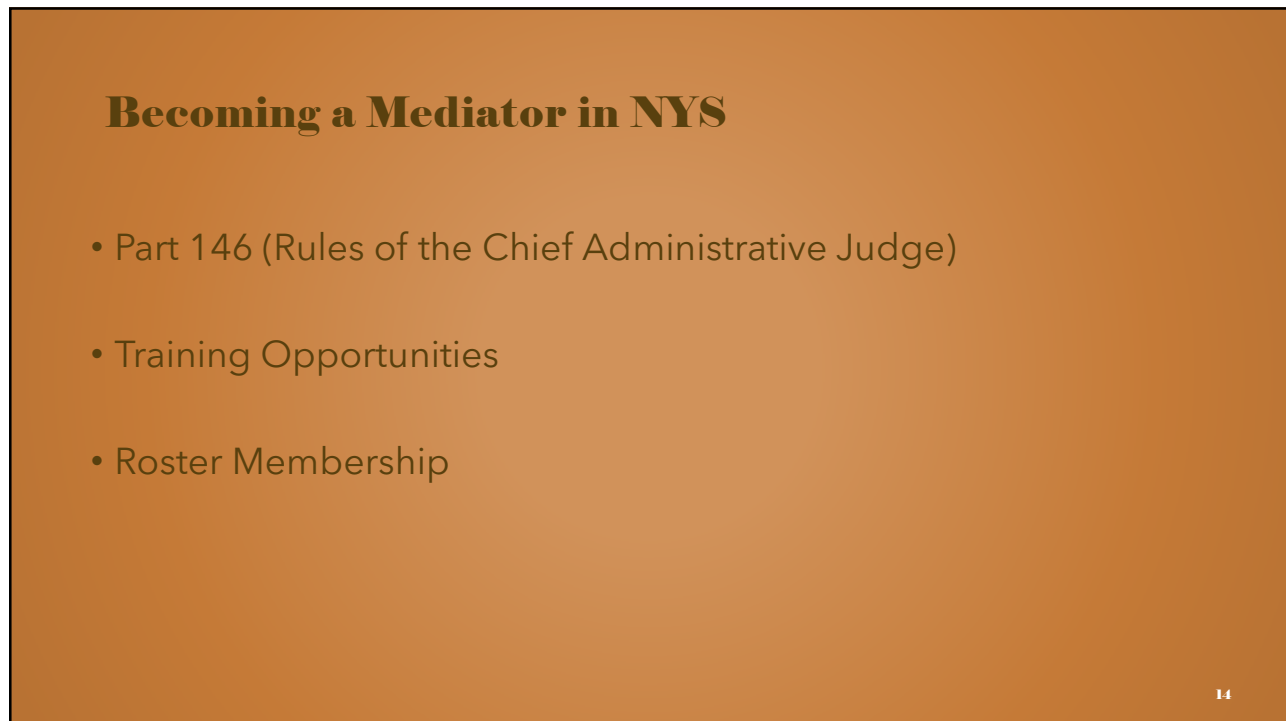 Becoming a Mediator in NYS
• Part 146 (Rules of the Chief Administrative Judge)
• Training Opportunities
• Roster Membership
14